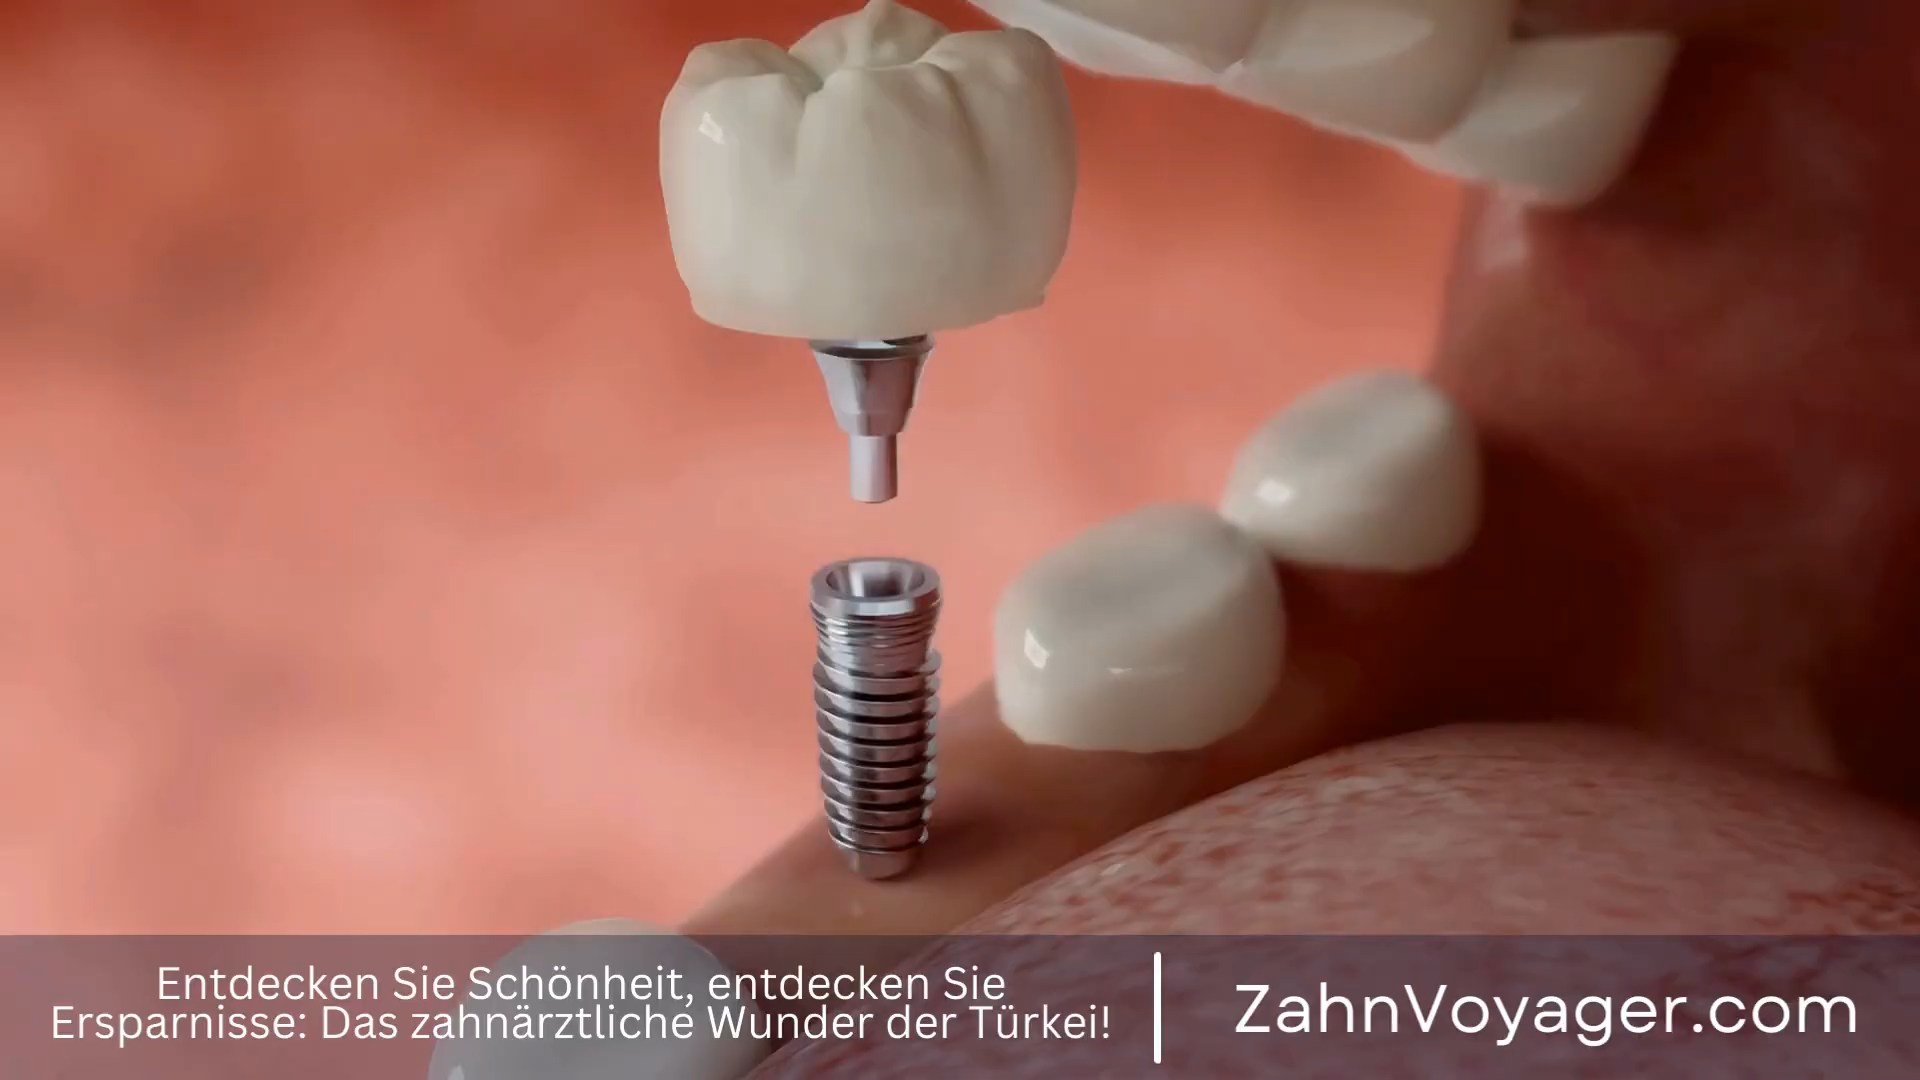 Entdecken Sie Schönheit, entdecken Sie
Ersparnisse: Das zahnärztliche Wunder der Türkei!
ZahnVoyager.com